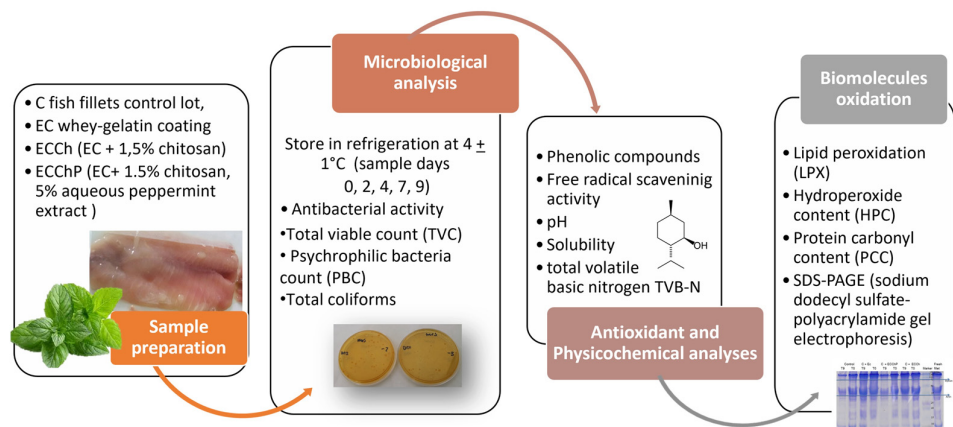 • C fish fillets control lot,
• EC whey-gelatin coating
• ECCh (EC + 1,5% chitosan)
• ECChP (EC+ 1.5% chitosan,
5% aqueous peppermint
extract )
Sample
preparation
Microbiological
analysis
Store in refrigeration at 4 ±
1°C (sample days
0, 2, 4, 7, 9)
• Antibacterial activity
•Total viable count (TVC)
• Psychrophilic bacteria
count (PBC)
•Total coliforms
• Phenolic compounds
• Free radical scaveninig
activity
• pH
• Solubility
• total volatile
basic nitrogen TVB-N
OH
Antioxidant and
Physicochemical analyses
Biomolecules
oxidation
• Lipid peroxidation
(LPX)
• Hydroperoxide
content (HPC)
• Protein carbonyl
content (PCC)
• SDS-PAGE (sodium
dodecyl sulfate-
polyacrylamide gel
electrophoresis)